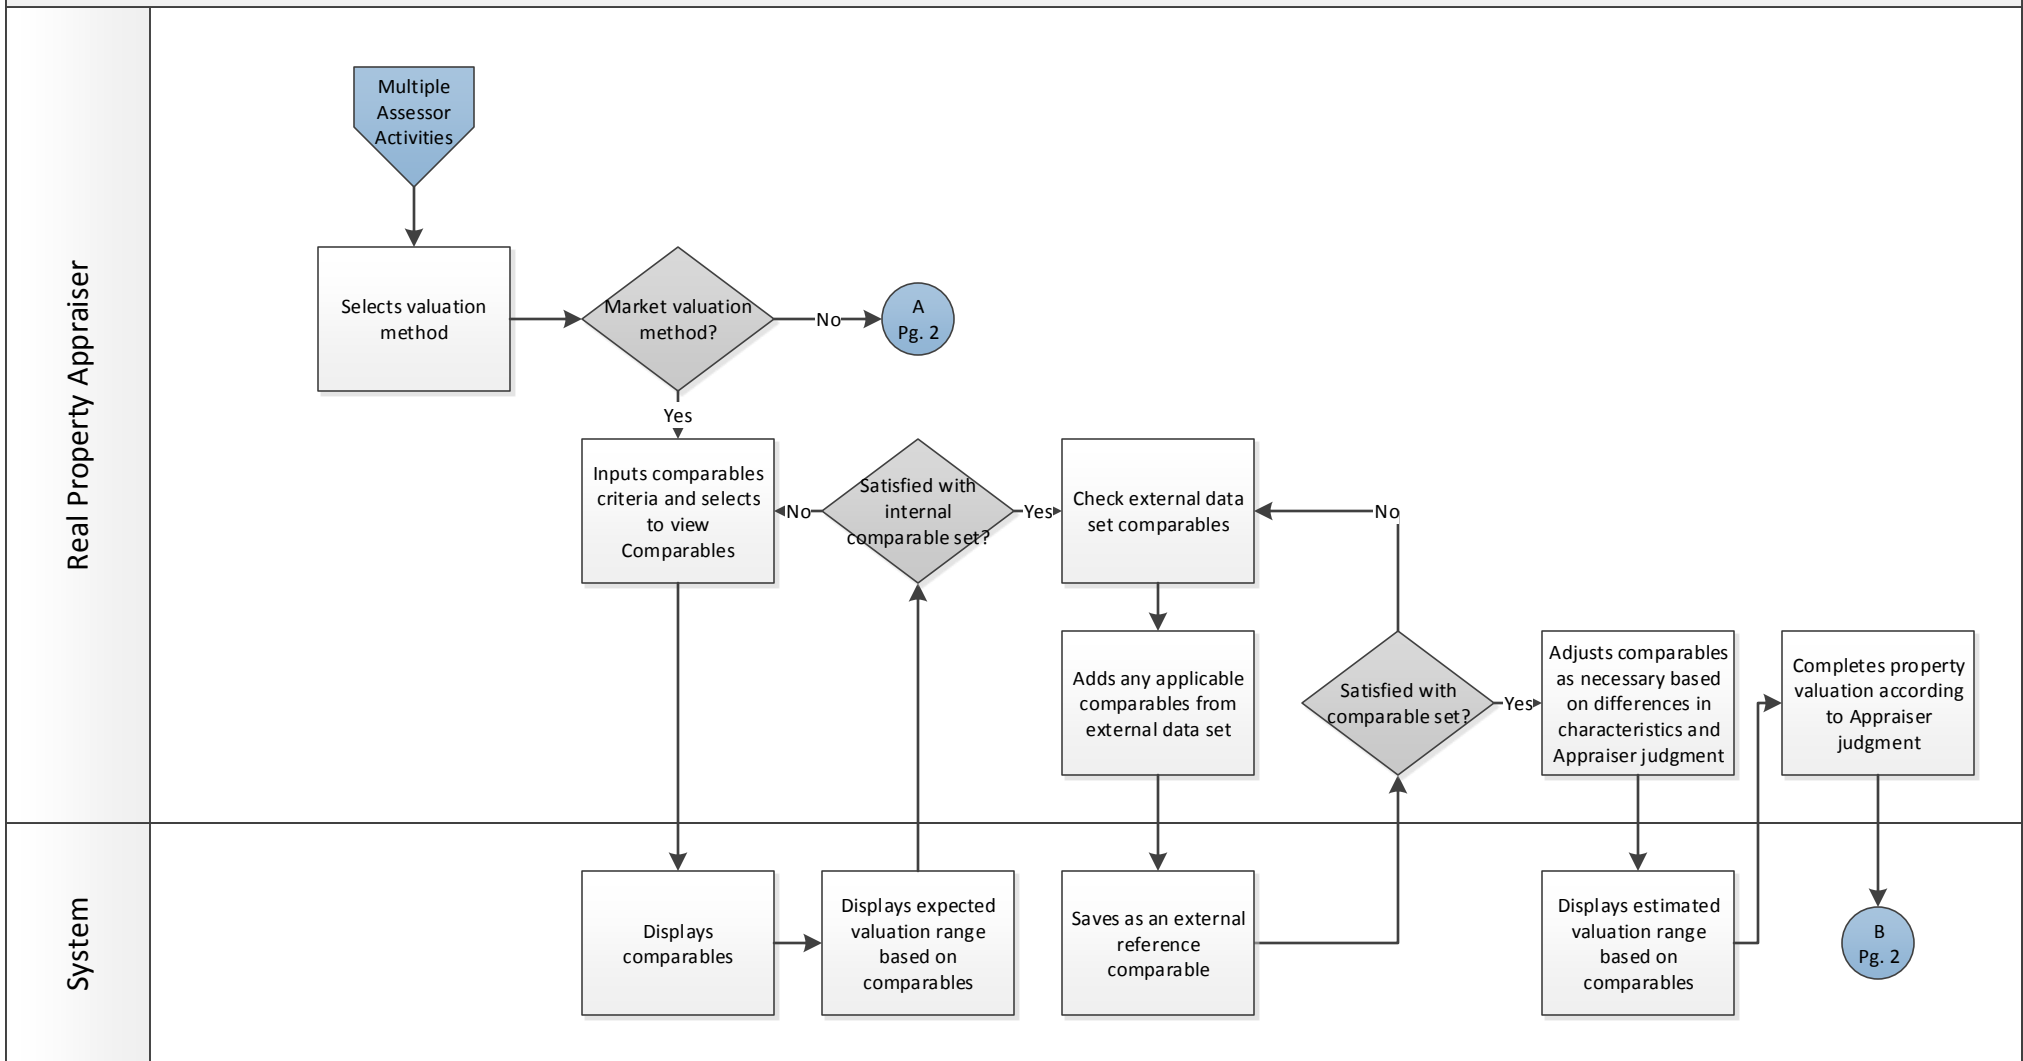 Real Property Appraiser
Multiple
Assessor
Activities
Selects valuation
method
Market valuation
method?
No
A
Pg. 2
Yes
Inputs comparables
criteria and selects
to view
Comparables
No
Satisfied with
internal
comparable set?
Yes
Check external data
set comparables
No
Adds any applicable
comparables from
external data set
Satisfied with
comparable set?
Yes
Adjusts comparables
as necessary based
on differences in
characteristics and
Appraiser judgment
Completes property
valuation according
to Appraiser
judgment
System
Displays
comparables
Displays expected
valuation range
based on
comparables
Saves as an external
reference
comparable
Displays estimated
valuation range
based on
comparables
B
Pg. 2